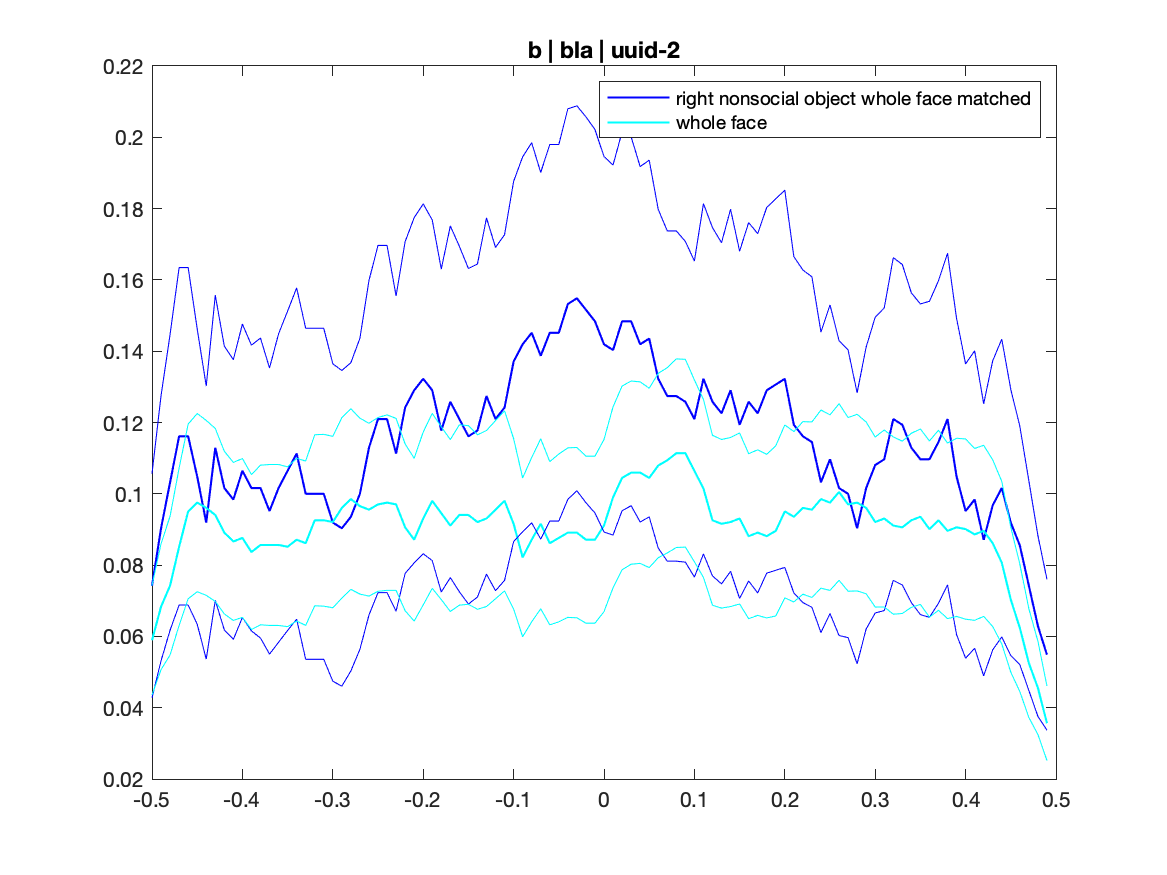 b | bla | uuid-2
right nonsocial object whole face matched
whole face
0.22
0.2
0.18
0.16
0.14
0.12
0.1
0.08
0.06
0.04
0.02
-0.5 -0.4 -0.3 -0.2 -0.1 0 0.1 0.2 0.3 0.4 0.5